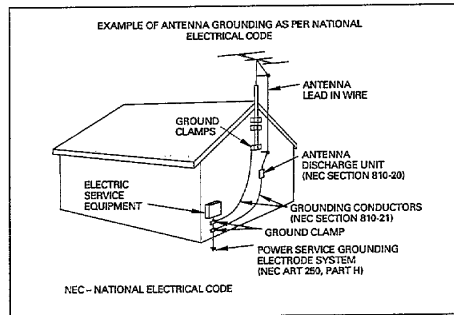 EXAMPLE OF ANTENNA GROUNDING AS PER NATIONAL
ELECTRICAL CODE
ANTENNA
LEAD IN WIRE
GROUND
CLAMPS
ANTENNA
DISCHARGE UNIT
(NEC SECTION 810-20)
ELECTRIC
SERVICE
EQUIPMENT
GROUNDING CONDUCTORS
(NEC SECTION 810-21)
GROUND CLAMP
POWER SERVICE GROUNDING
ELECTRODE SYSTEM
(NEC ART 250, PART H)
NEC – NATIONAL ELECTRICAL CODE